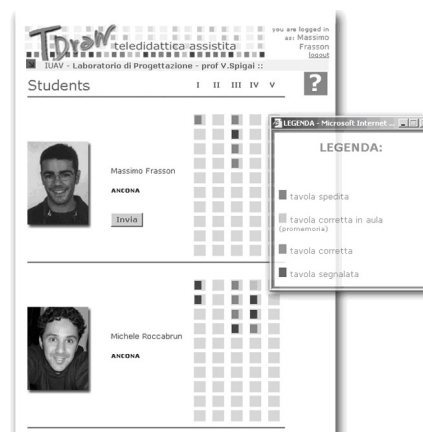 you are logged in
as: Massimo
Frasson
logout
TDraw
teledidattica assistita
IUAV - Laboratorio di Progettazione - prof V.Spigai ::
Students
I II III IV V
?
LEGENDA - Microsoft Internet ...
LEGENDA:
tavola spedita
tavola corretta in aula
(promemoria)
tavola corretta
tavola segnalata
Massimo Frasson
ANCONA
Invia
Michele Roccabrun
ANCONA